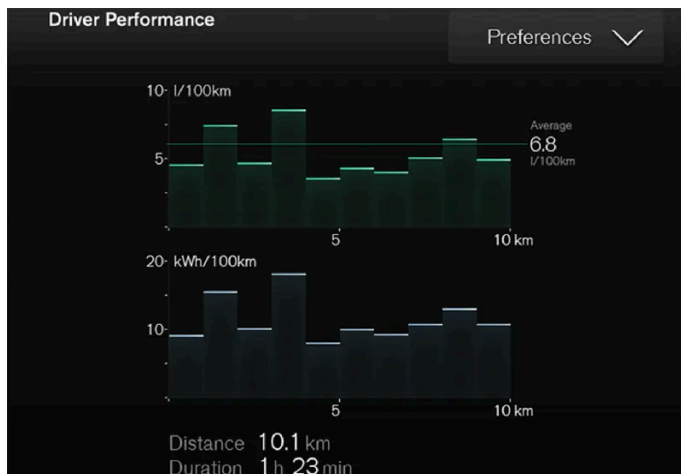 Driver Performance
Preferences
10 l/100km
Average
6.8
l/100km
5
5 10 km
20 kWh/100km
10
5 10 km
Distance 10.1 km
Duration 1 h 23 min